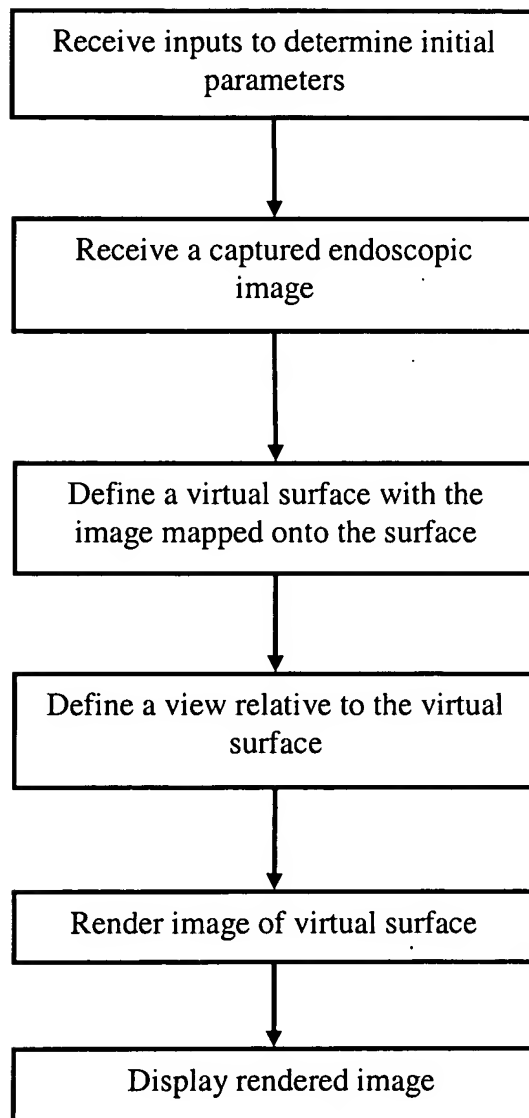 Receive inputs to determine initial
parameters
Receive a captured endoscopic
image
Define a virtual surface with the
image mapped onto the surface
Define a view relative to the virtual
surface
Render image of virtual surface
Display rendered image